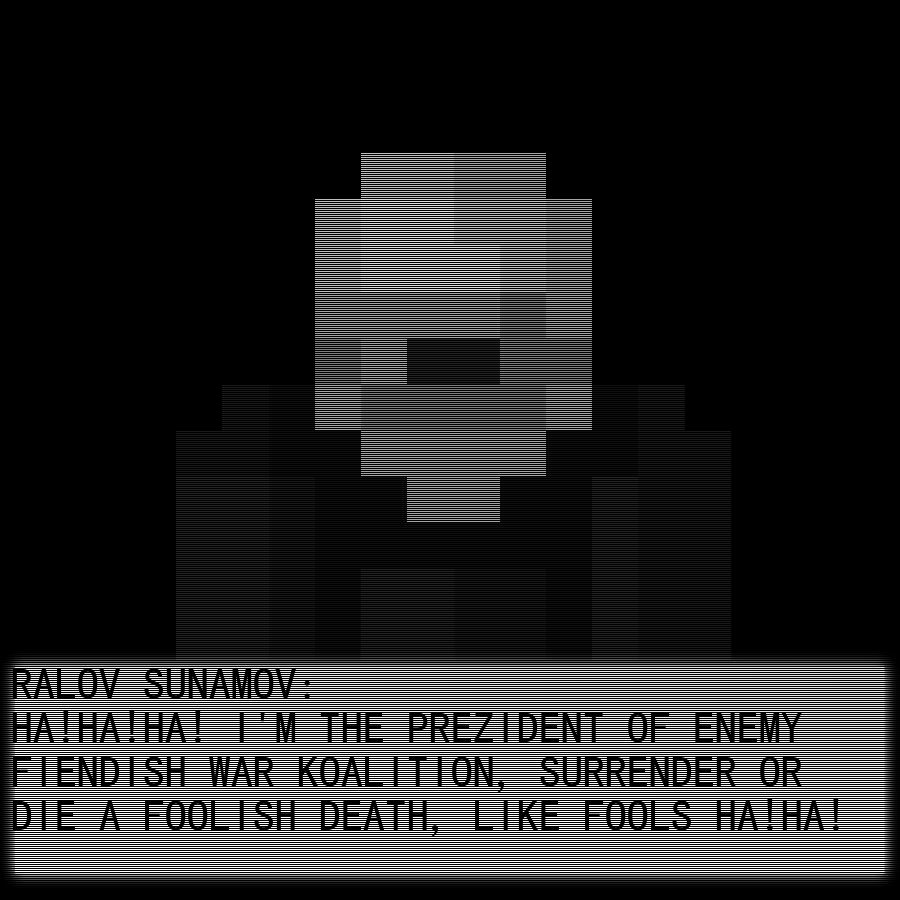 RALOV SUNAMOV:
HA!HA!HA! I'M THE PREZIDENT OF ENEMY
FIENDISH WAR KOALITION, SURRENDER OR
DIE A FOOLISH DEATH, LIKE FOOLS HA!HA!